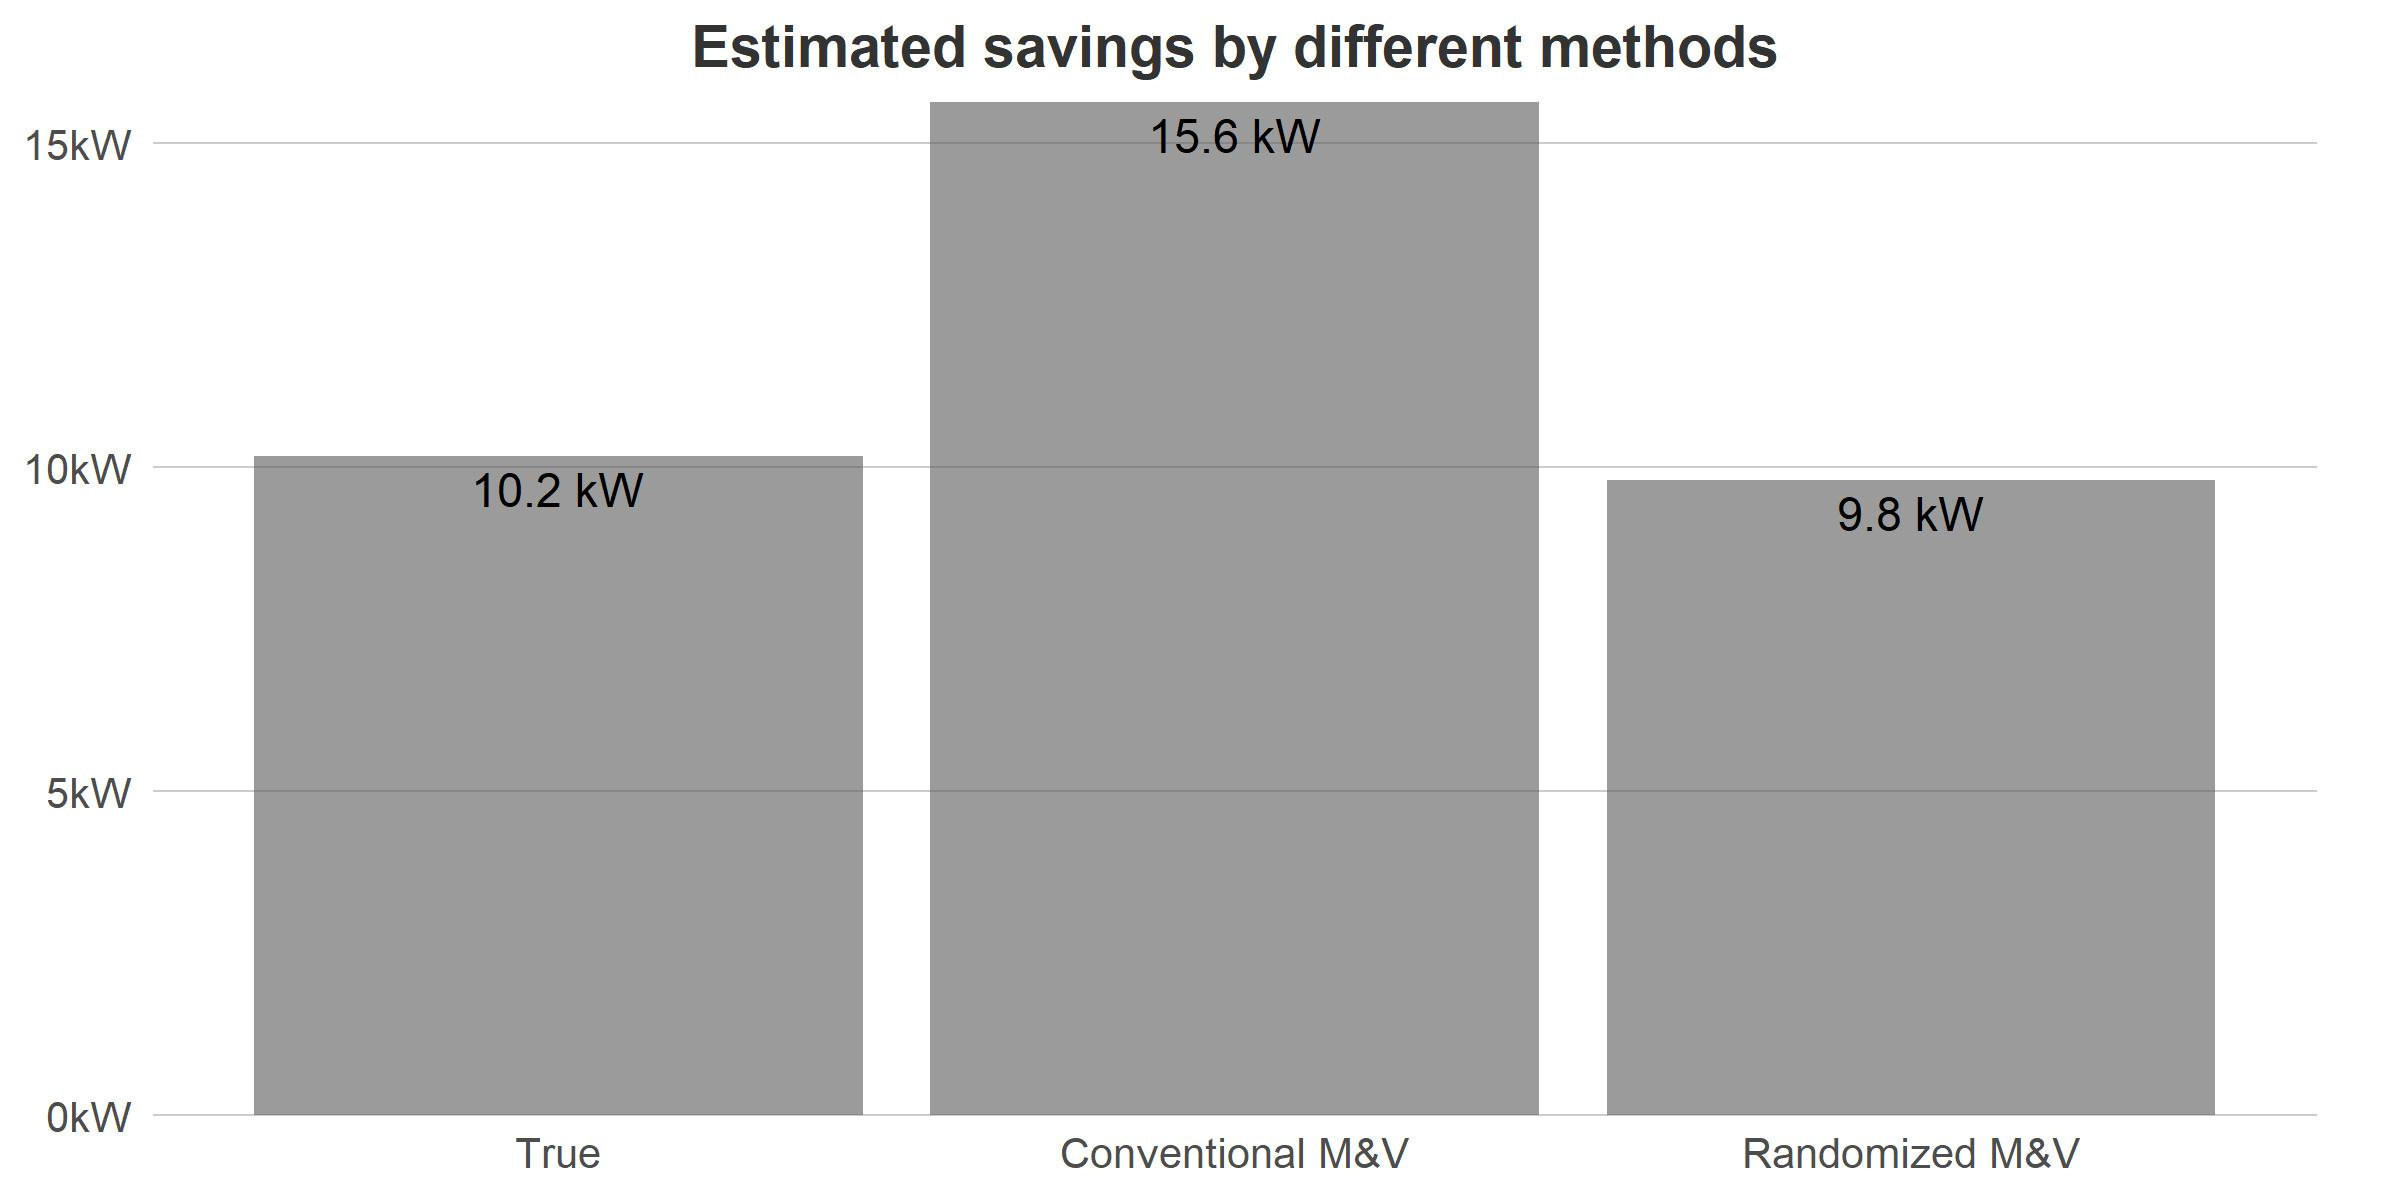 Estimated savings by different methods
15kW
15.6 kW
10kW
10.2 kW
9.8 kW
5kW
0kW
True
Conventional M&V
Randomized M&V